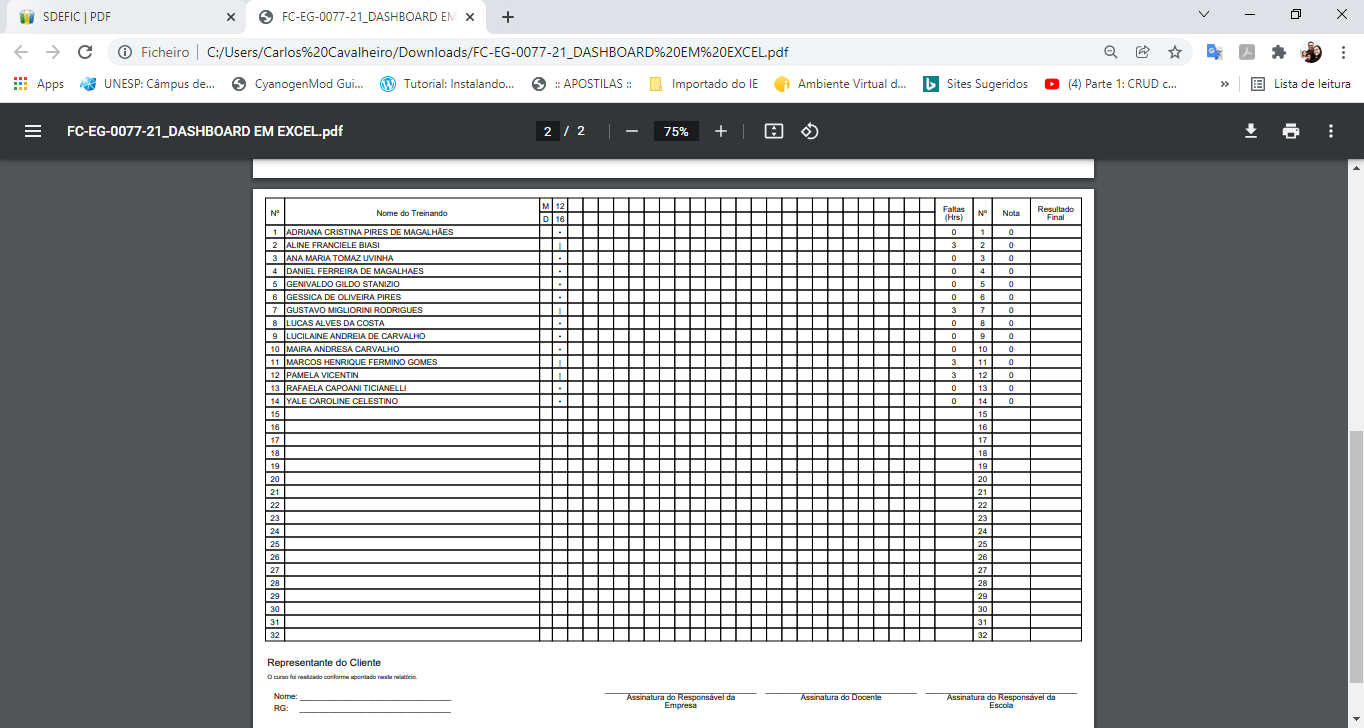 SDEFIC | PDF
FC-EG-0077-21_DASHBOARD EM
Ficheiro
C:/Users/Carlos%20Cavalheiro/Downloads/FC-EG-0077-21_DASHBOARD%20EM%20EXCEL.pdf
Apps UNESP: Câmpus de... CyanogenMod Gui... Tutorial: Instalando... :: APOSTILAS :: Importado do IE Ambiente Virtual d... Sites Sugeridos (4) Parte 1: CRUD c... » Lista de leitura
FC-EG-0077-21_DASHBOARD EM EXCEL.pdf 2 / 2 75%
Nº Nome do Treinando M 12 Faltas (Hrs) Nº Nota Resultado Final
D 16
1 ADRIANA CRISTINA PIRES DE MAGALHÃES • 0 1 0
2 ALINE FRANCIELE BIASI | 3 2 0
3 ANA MARIA TOMAZ UVINHA • 0 3 0
4 DANIEL FERREIRA DE MAGALHAES • 0 4 0
5 GENIVALDO GILDO STANIZIO • 0 5 0
6 GESSICA DE OLIVEIRA PIRES • 0 6 0
7 GUSTAVO MIGLIORINI RODRIGUES | 3 7 0
8 LUCAS ALVES DA COSTA • 0 8 0
9 LUCILAINE ANDREIA DE CARVALHO • 0 9 0
10 MAIRA ANDRESA CARVALHO • 0 10 0
11 MARCOS HENRIQUE FERMINO GOMES | 3 11 0
12 PAMELA VICENTIN | 3 12 0
13 RAFAELA CAPOANI TICIANELLI • 0 13 0
14 YALE CAROLINE CELESTINO • 0 14 0
15 15
16 16
17 17
18 18
19 19
20 20
21 21
22 22
23 23
24 24
25 25
26 26
27 27
28 28
29 29
30 30
31 31
32 32
Representante do Cliente
O curso foi realizado conforme apontado neste relatório.
Nome:
RG:
Assinatura do Responsável da Empresa
Assinatura do Docente
Assinatura do Responsável da Escola